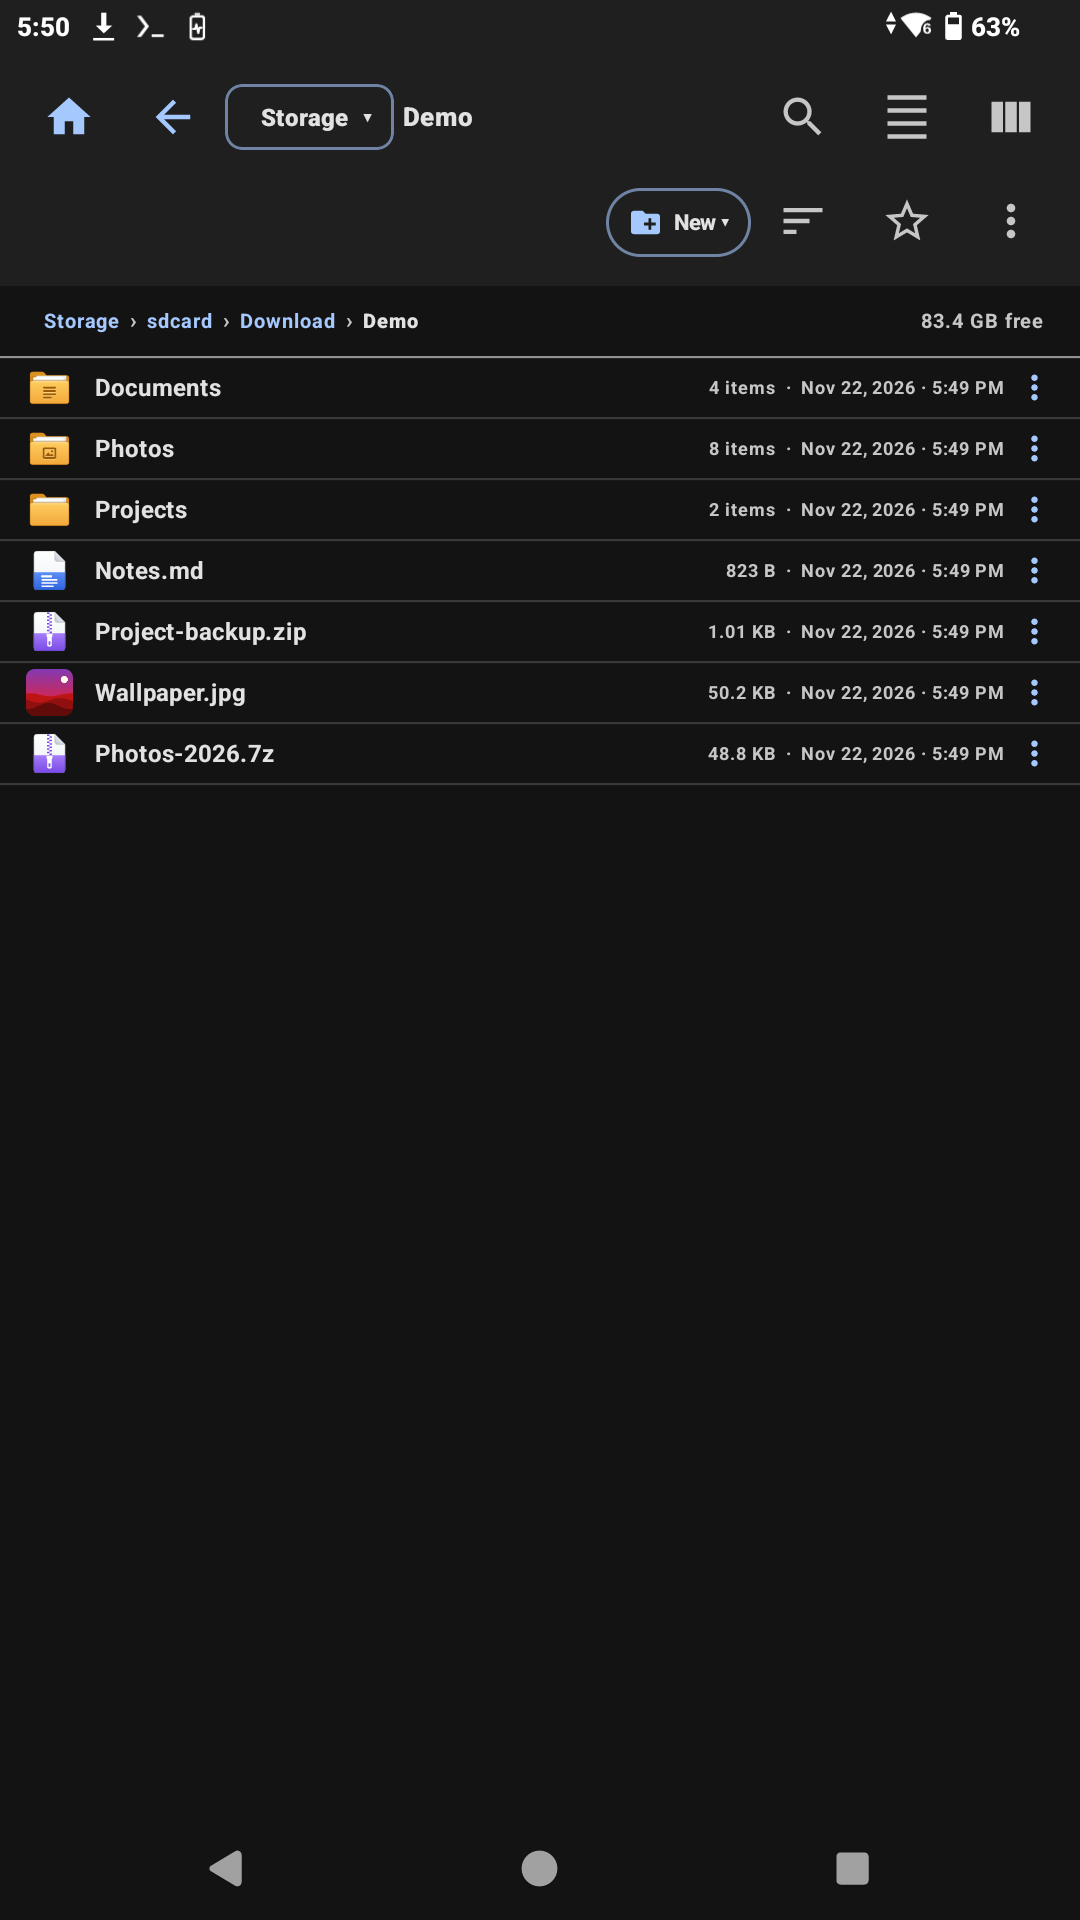 5:50 6 63%
Storage ▾ Demo
New ▾
Storage › sdcard › Download › Demo 83.4 GB free
Documents 4 items · Nov 22, 2026 · 5:49 PM
Photos 8 items · Nov 22, 2026 · 5:49 PM
Projects 2 items · Nov 22, 2026 · 5:49 PM
Notes.md 823 B · Nov 22, 2026 · 5:49 PM
Project-backup.zip 1.01 KB · Nov 22, 2026 · 5:49 PM
Wallpaper.jpg 50.2 KB · Nov 22, 2026 · 5:49 PM
Photos-2026.7z 48.8 KB · Nov 22, 2026 · 5:49 PM